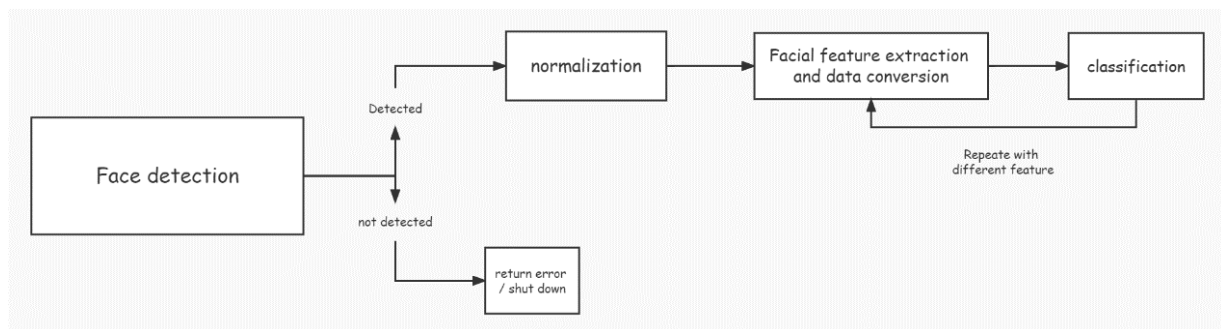 Face detection
Detected
not detected
normalization
return error
/ shut down
Facial feature extraction
and data conversion
classification
Repeat with
different feature